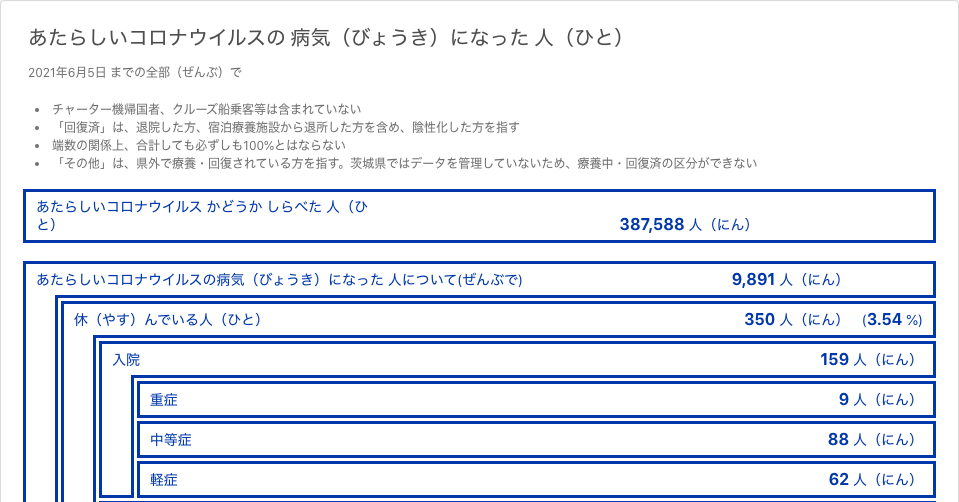 あたらしいコロナウイルスの 病気（びょうき）になった 人（ひと）
2021年6月5日 までの全部（ぜんぶ）で
• チャーター機帰国者、クルーズ船乗客等は含まれていない
• 「回復済」は、退院した方、宿泊療養施設から退所した方を含め、陰性化した方を指す
• 端数の関係上、合計しても必ずしも100%とはならない
• 「その他」は、県外で療養・回復されている方を指す。茨城県ではデータを管理していないため、療養中・回復済の区分ができない
あたらしいコロナウイルス かどうか しらべた 人（ひ
と） 387,588 人（にん）
あたらしいコロナウイルスの病気（びょうき）になった 人について(ぜんぶで) 9,891 人（にん）
休（やす）んでいる人（ひと） 350 人（にん） (3.54 %)
入院 159 人（にん）
重症 9 人（にん）
中等症 88 人（にん）
軽症 62 人（にん）